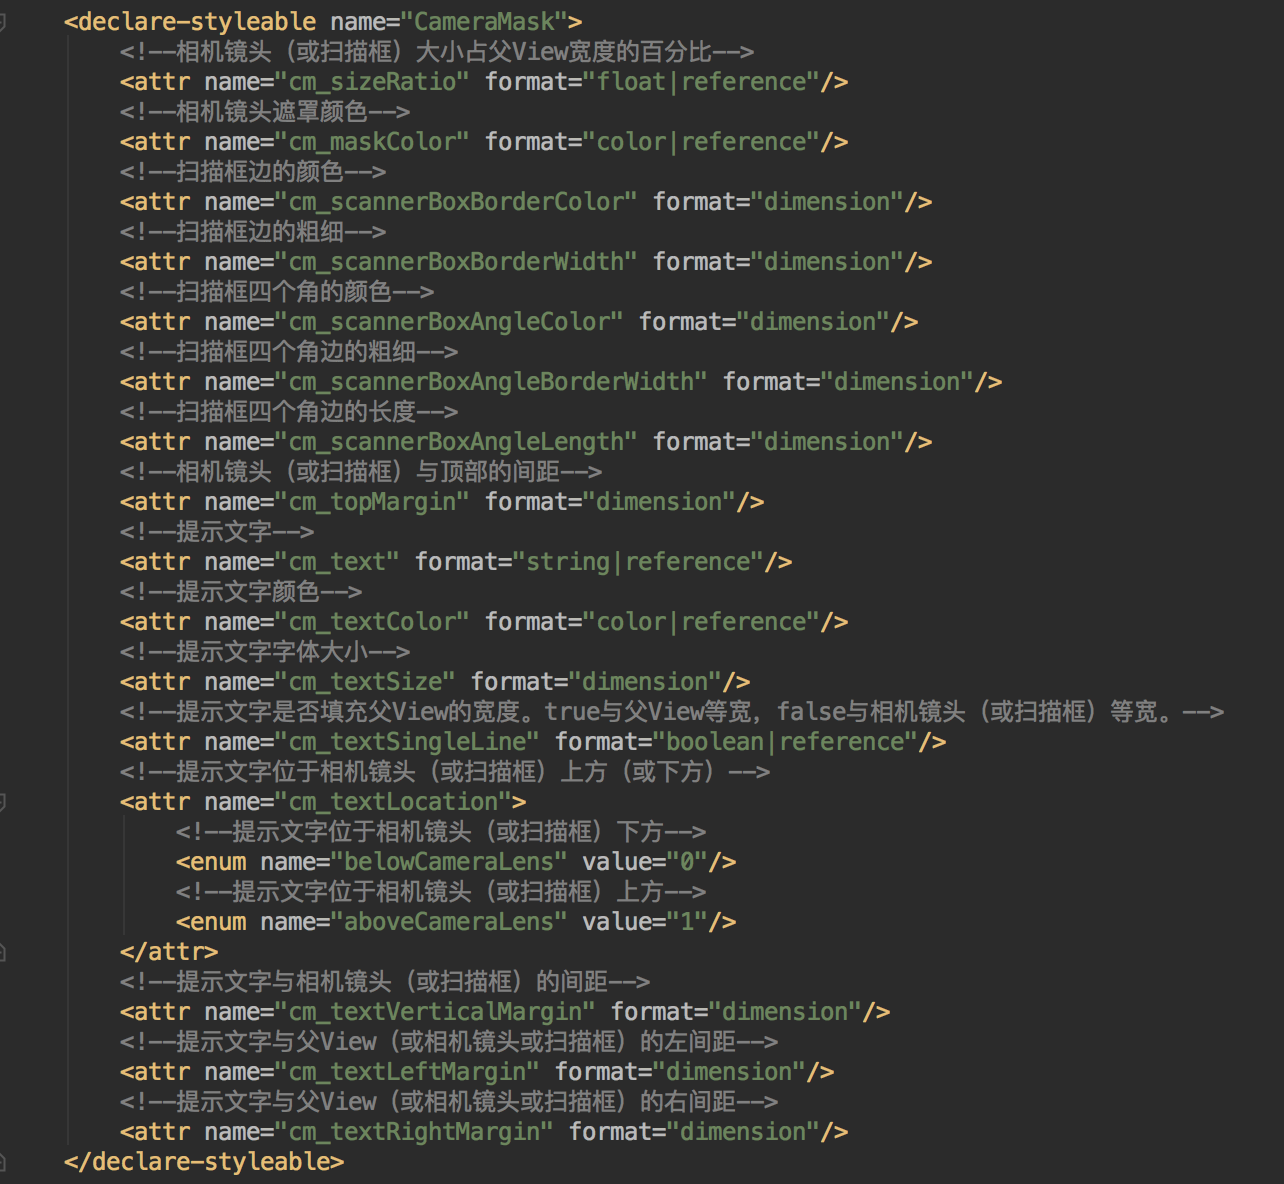 <declare-styleable name="CameraMask">
<!--相机镜头（或扫描框）大小占父View宽度的百分比-->
<attr name="cm_sizeRatio" format="float|reference"/>
<!--相机镜头遮罩颜色-->
<attr name="cm_maskColor" format="color|reference"/>
<!--扫描框边的颜色-->
<attr name="cm_scannerBoxBorderColor" format="dimension"/>
<!--扫描框边的粗细-->
<attr name="cm_scannerBoxBorderWidth" format="dimension"/>
<!--扫描框四个角的颜色-->
<attr name="cm_scannerBoxAngleColor" format="dimension"/>
<!--扫描框四个角边的粗细-->
<attr name="cm_scannerBoxAngleBorderWidth" format="dimension"/>
<!--扫描框四个角边的长度-->
<attr name="cm_scannerBoxAngleLength" format="dimension"/>
<!--相机镜头（或扫描框）与顶部的间距-->
<attr name="cm_topMargin" format="dimension"/>
<!--提示文字-->
<attr name="cm_text" format="string|reference"/>
<!--提示文字颜色-->
<attr name="cm_textColor" format="color|reference"/>
<!--提示文字字体大小-->
<attr name="cm_textSize" format="dimension"/>
<!--提示文字是否填充父View的宽度。true与父View等宽，false与相机镜头（或扫描框）等宽。-->
<attr name="cm_textSingleLine" format="boolean|reference"/>
<!--提示文字位于相机镜头（或扫描框）上方（或下方）-->
<attr name="cm_textLocation">
<!--提示文字位于相机镜头（或扫描框）下方-->
<enum name="belowCameraLens" value="0"/>
<!--提示文字位于相机镜头（或扫描框）上方-->
<enum name="aboveCameraLens" value="1"/>
</attr>
<!--提示文字与相机镜头（或扫描框）的间距-->
<attr name="cm_textVerticalMargin" format="dimension"/>
<!--提示文字与父View（或相机镜头或扫描框）的左间距-->
<attr name="cm_textLeftMargin" format="dimension"/>
<!--提示文字与父View（或相机镜头或扫描框）的右间距-->
<attr name="cm_textRightMargin" format="dimension"/>
</declare-styleable>